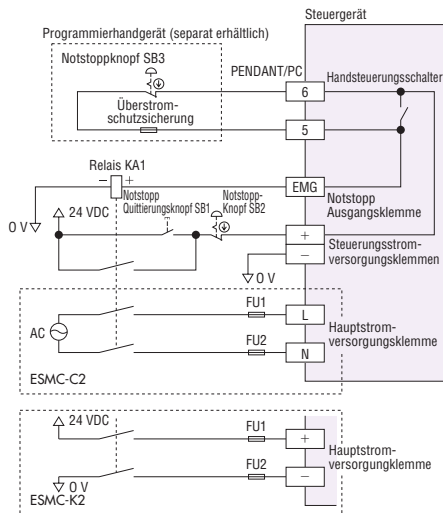 Steuergerät
Programmierhandgerät (separat erhältlich)
Notstoppknopf SB3
PENDANT/PC
Handsteuerungsschalter
6
Überstrom-
schutzsicherung
5
Relais KA1
− +
EMG
Notstopp
Ausgangsklemme
24 VDC
Notstopp
Quittierungsknopf SB1
Notstopp-
Knopf SB2
0 V
+
−
Steuerungsstrom-
versorgungsklemmen
0 V
FU1
L
AC
Hauptstrom-
versorgungsklemme
FU2
N
ESMC-C2
24 VDC
FU1
+
Hauptstrom-
versorgungklemme
FU2
−
0 V
ESMC-K2